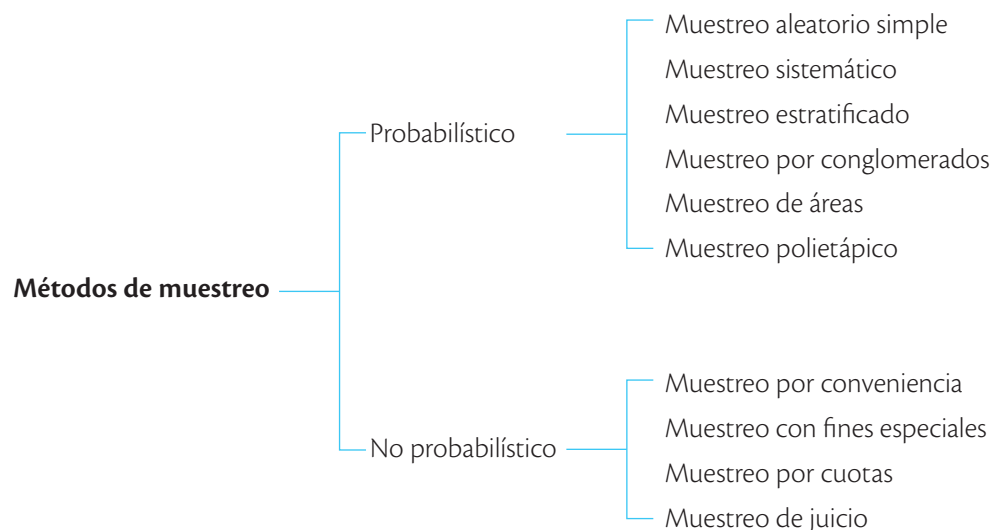 Métodos de muestreo
Probabilístico
Muestreo aleatorio simple
Muestreo sistemático
Muestreo estratificado
Muestreo por conglomerados
Muestreo de áreas
Muestreo polietápico
No probabilístico
Muestreo por conveniencia
Muestreo con fines especiales
Muestreo por cuotas
Muestreo de juicio